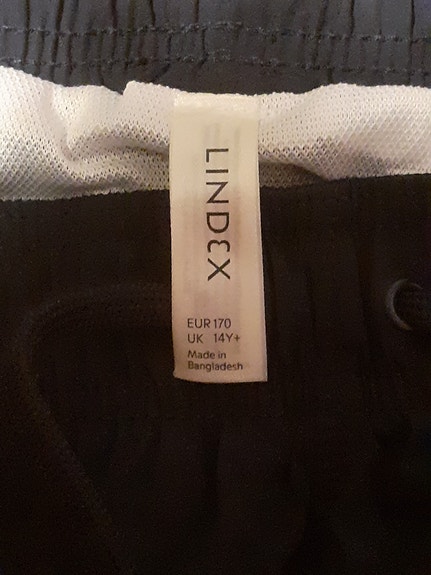 LINDEX
EUR 170
UK 14Y+
Made in
Bangladesh